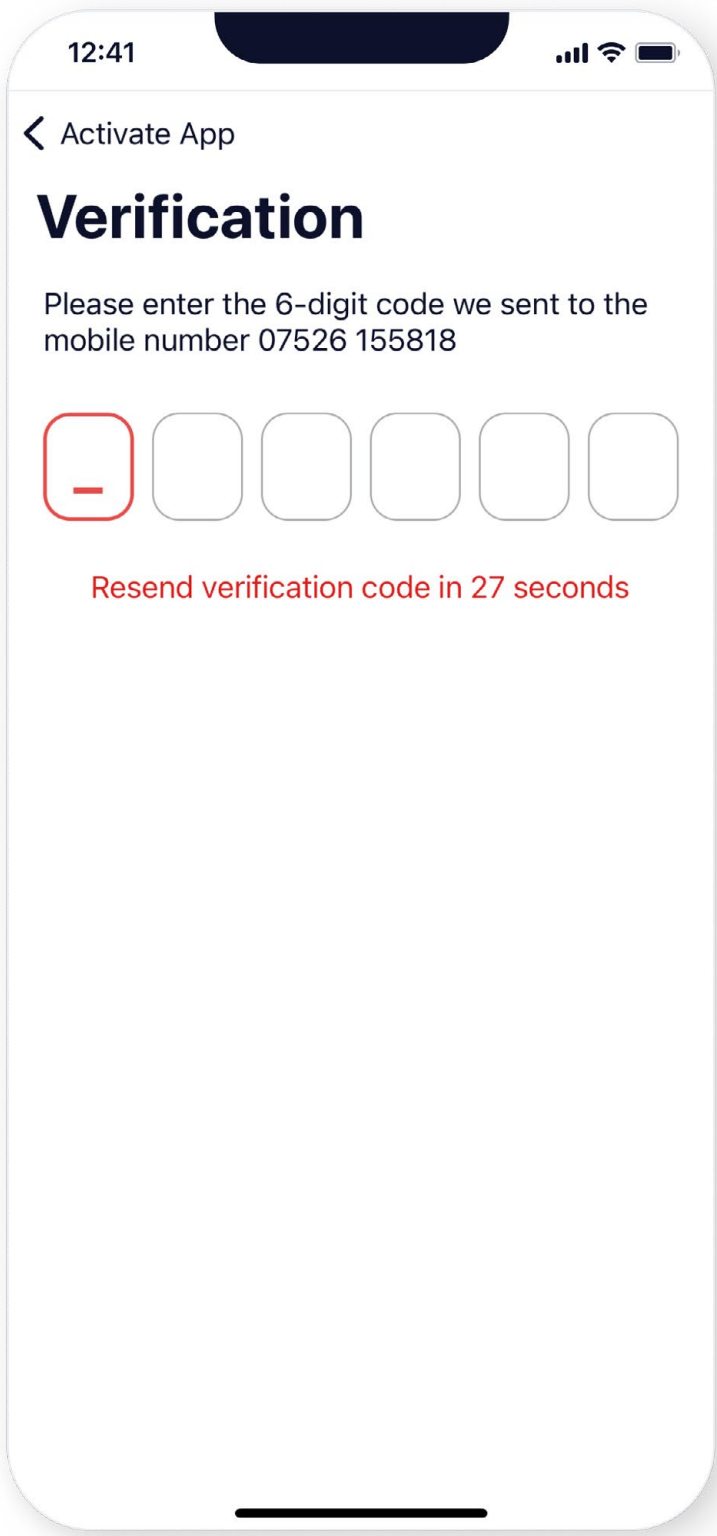 12:41
Activate App
Verification
Please enter the 6-digit code we sent to the
mobile number 07526 155818
Resend verification code in 27 seconds